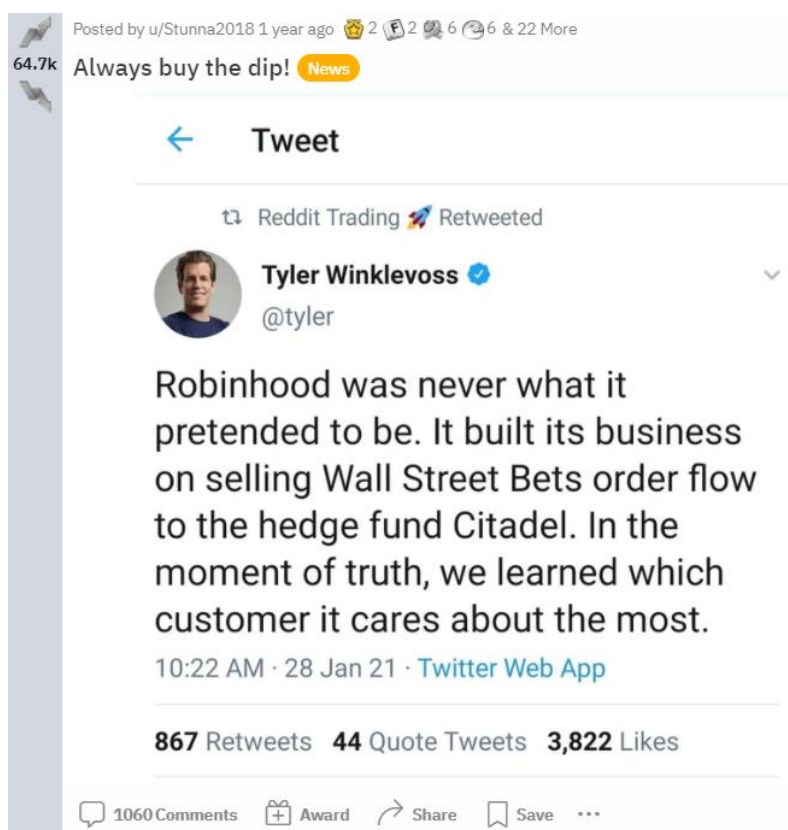 Posted by u/Stunna2018 1 year ago 2 F 2 6 6 & 22 More
64.7k Always buy the dip! News
Tweet
Reddit Trading 🚀 Retweeted
Tyler Winklevoss
@tyler
Robinhood was never what it
pretended to be. It built its business
on selling Wall Street Bets order flow
to the hedge fund Citadel. In the
moment of truth, we learned which
customer it cares about the most.
10:22 AM · 28 Jan 21 · Twitter Web App
867 Retweets 44 Quote Tweets 3,822 Likes
1060 Comments Award Share Save ...